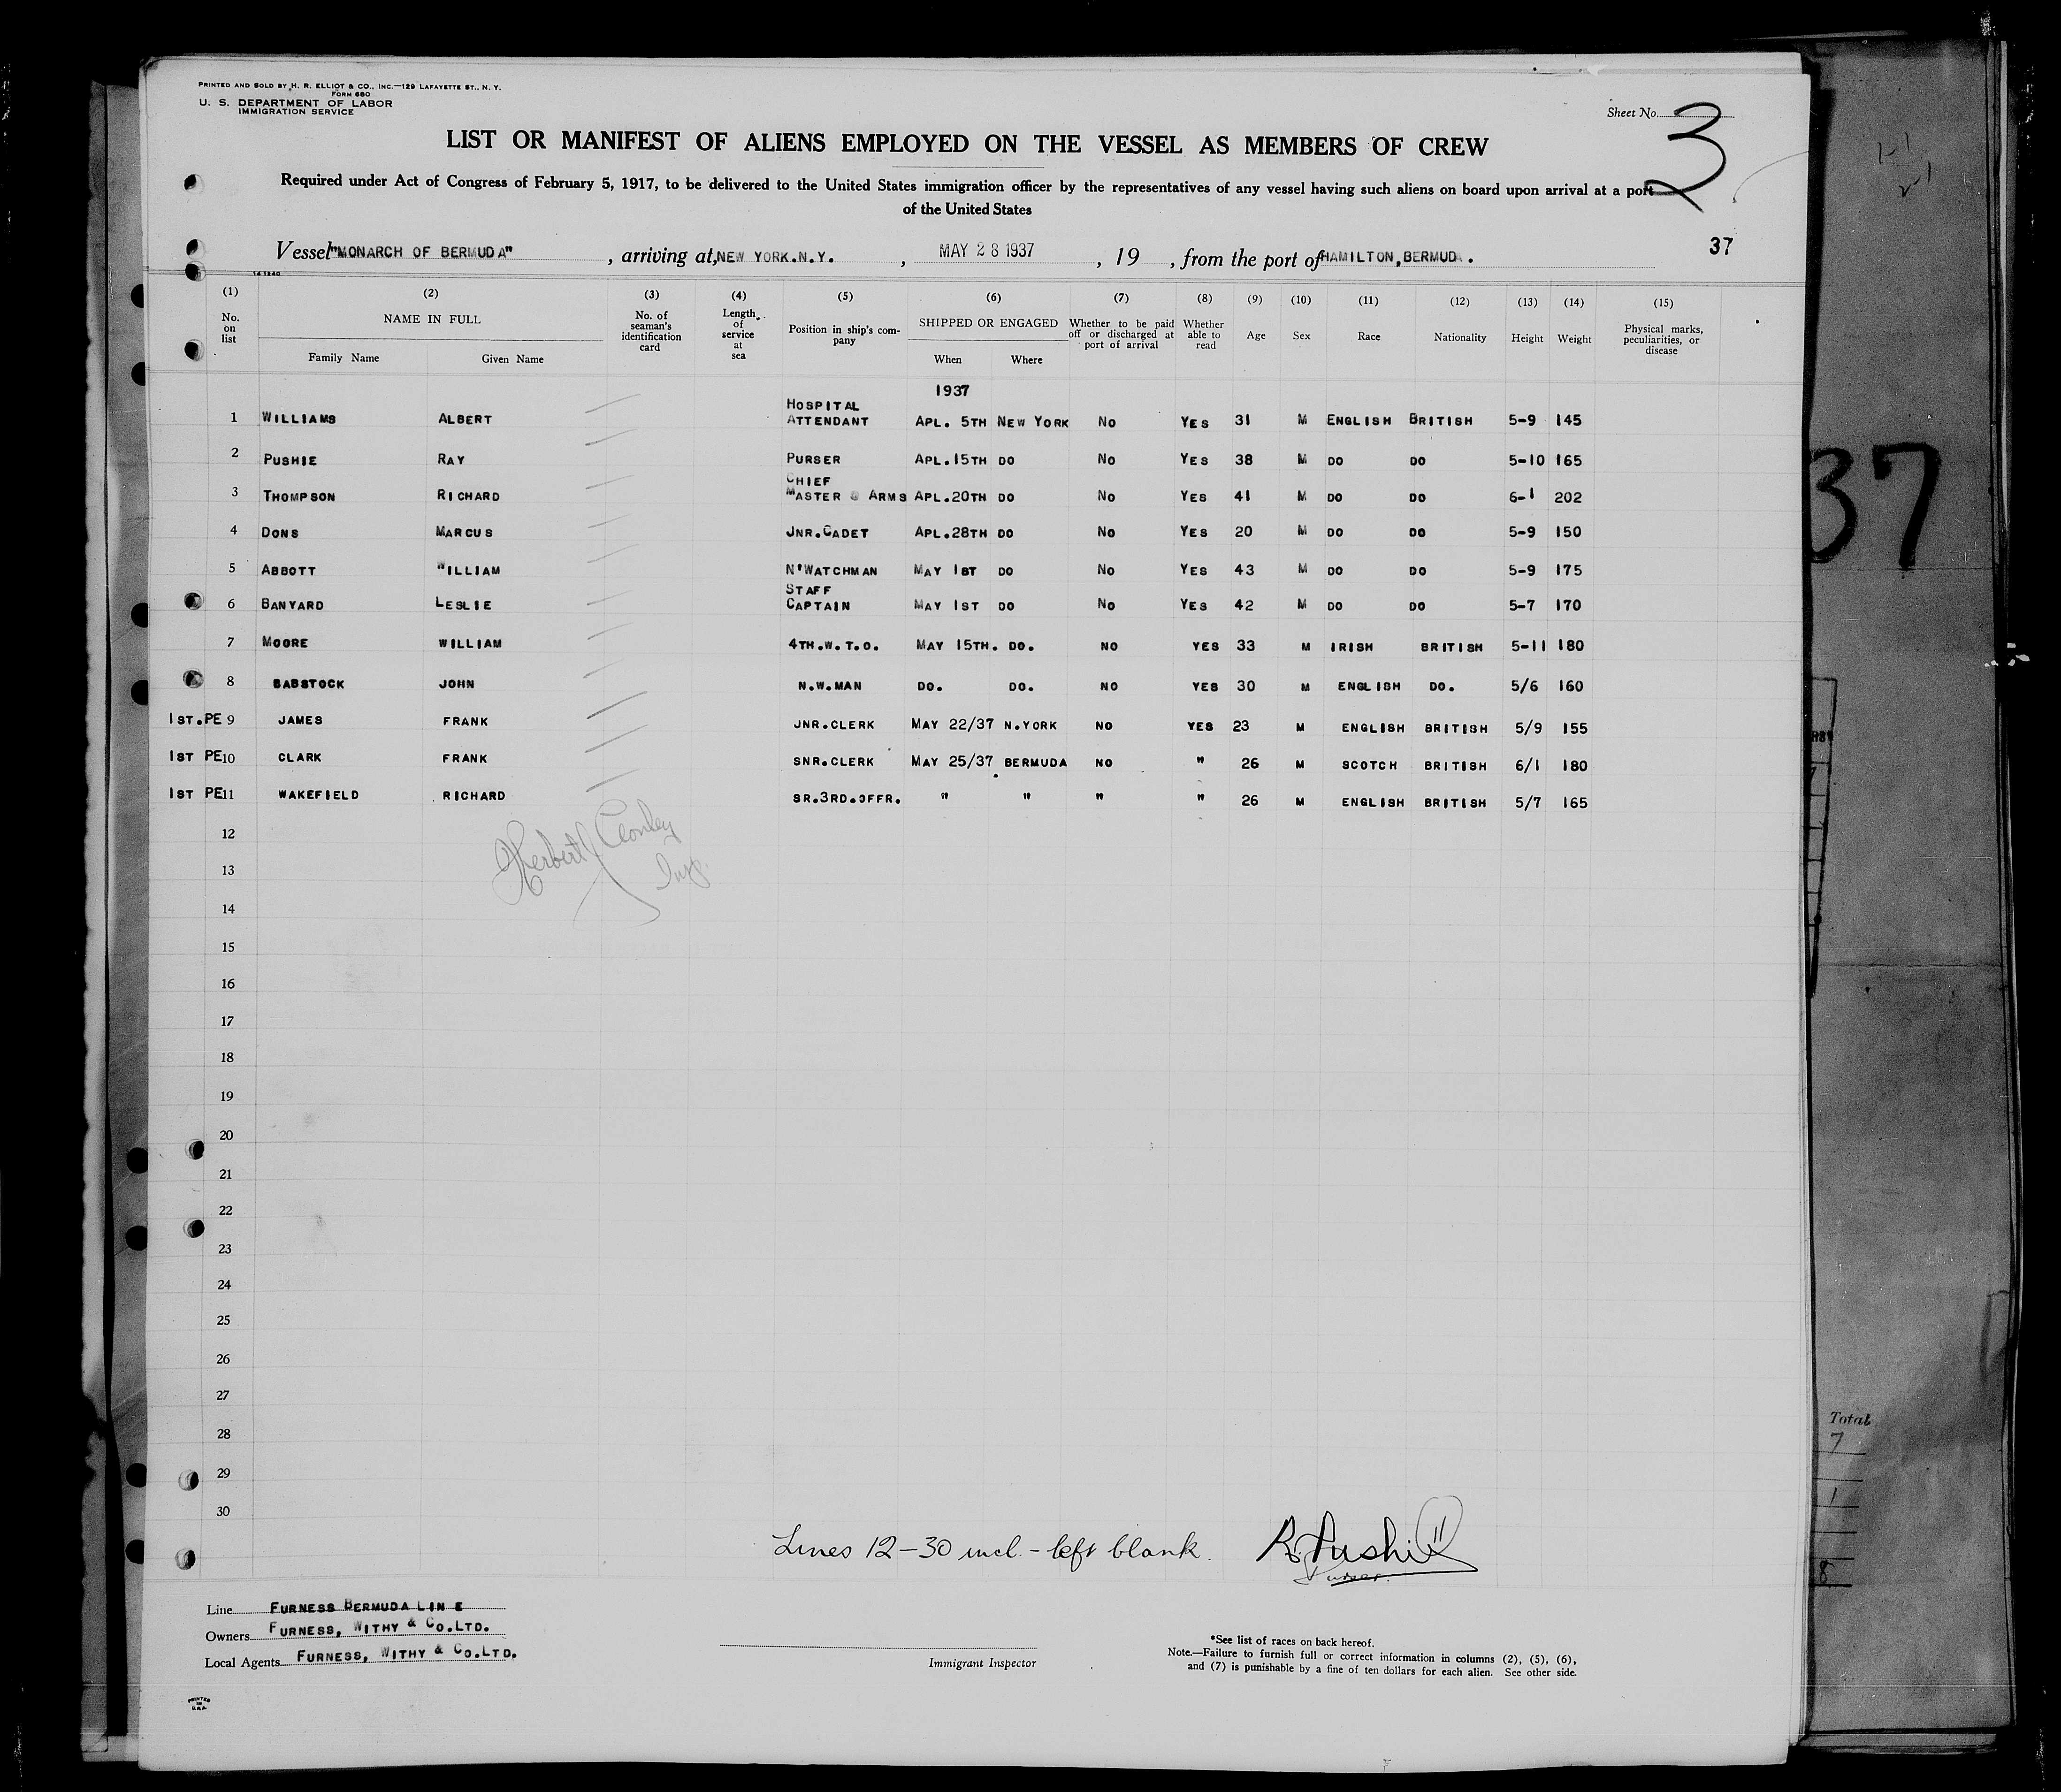 PRINTED AND SOLD BY H. R. ELLIOT & CO., INC.—129 LAFAYETTE ST., N. Y.
FORM 680
U. S. DEPARTMENT OF LABOR
IMMIGRATION SERVICE
Sheet No. 3
LIST OR MANIFEST OF ALIENS EMPLOYED ON THE VESSEL AS MEMBERS OF CREW
Required under Act of Congress of February 5, 1917, to be delivered to the United States immigration officer by the representatives of any vessel having such aliens on board upon arrival at a port
of the United States
37
Vessel "MONARCH OF BERMUDA" , arriving at, NEW YORK.N.Y. , MAY 28 1937 , 19 , from the port of HAMILTON, BERMUDA.
14 1240
(1) (2) (3) (4) (5) (6) (7) (8) (9) (10) (11) (12) (13) (14) (15)
No. on list NAME IN FULL Family Name Given Name No. of seaman's identification card Length of service at sea Position in ship's company SHIPPED OR ENGAGED When Where Whether to be paid off or discharged at port of arrival Whether able to read Age Sex Race Nationality Height Weight Physical marks, peculiarities, or disease
1937
1 WILLIAMS ALBERT HOSPITAL ATTENDANT APL. 5TH NEW YORK NO YES 31 M ENGLISH BRITISH 5-9 145
2 PUSHIE RAY PURSER APL.15TH DO NO YES 38 M DO DO 5-10 165
3 THOMPSON RICHARD CHIEF MASTER @ ARMS APL.20TH DO NO YES 41 M DO DO 6-1 202
4 DONS MARCUS JNR.CADET APL.28TH DO NO YES 20 M DO DO 5-9 150
5 ABBOTT WILLIAM N'WATCHMAN MAY 1ST DO NO YES 43 M DO DO 5-9 175
6 BANYARD LESLIE STAFF CAPTAIN MAY 1ST DO NO YES 42 M DO DO 5-7 170
7 MOORE WILLIAM 4TH.W.T.O. MAY 15TH. DO. NO YES 33 M IRISH BRITISH 5-11 180
8 BABSTOCK JOHN N.W.MAN DO. DO. NO YES 30 M ENGLISH DO. 5/6 160
1ST.PE 9 JAMES FRANK JNR.CLERK MAY 22/37 N.YORK NO YES 23 M ENGLISH BRITISH 5/9 155
1ST PE 10 CLARK FRANK SNR.CLERK MAY 25/37 BERMUDA NO " 26 M SCOTCH BRITISH 6/1 180
1ST PE 11 WAKEFIELD RICHARD SR.3RD.OFFR. " " " " 26 M ENGLISH BRITISH 5/7 165
12
Herbert Conley
13
Insp.
14
15
16
17
18
19
20
21
22
23
24
25
26
27
28
29
30
Lines 12-30 incl. - left blank. R. Pushie
Purser.
Line FURNESS BERMUDA LINE
Owners FURNESS, WITHY & CO.LTD.
Local Agents FURNESS, WITHY & CO.LTD.
Immigrant Inspector
*See list of races on back hereof.
Note.—Failure to furnish full or correct information in columns (2), (5), (6),
and (7) is punishable by a fine of ten dollars for each alien. See other side.
PRINTED
IN
U.S.A.
37
Total
7
1
8